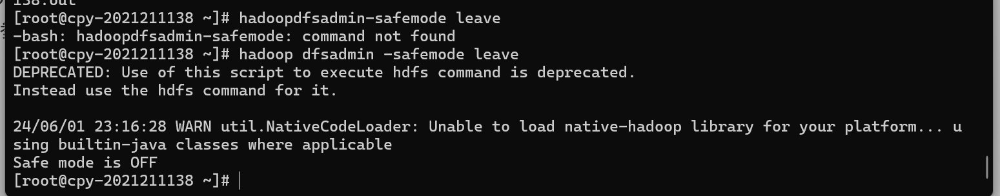 138.out
[root@cpy-2021211138 ~]# hadoopdfsadmin-safemode leave
-bash: hadoopdfsadmin-safemode: command not found
[root@cpy-2021211138 ~]# hadoop dfsadmin -safemode leave
DEPRECATED: Use of this script to execute hdfs command is deprecated.
Instead use the hdfs command for it.
24/06/01 23:16:28 WARN util.NativeCodeLoader: Unable to load native-hadoop library for your platform... u
sing builtin-java classes where applicable
Safe mode is OFF
[root@cpy-2021211138 ~]#